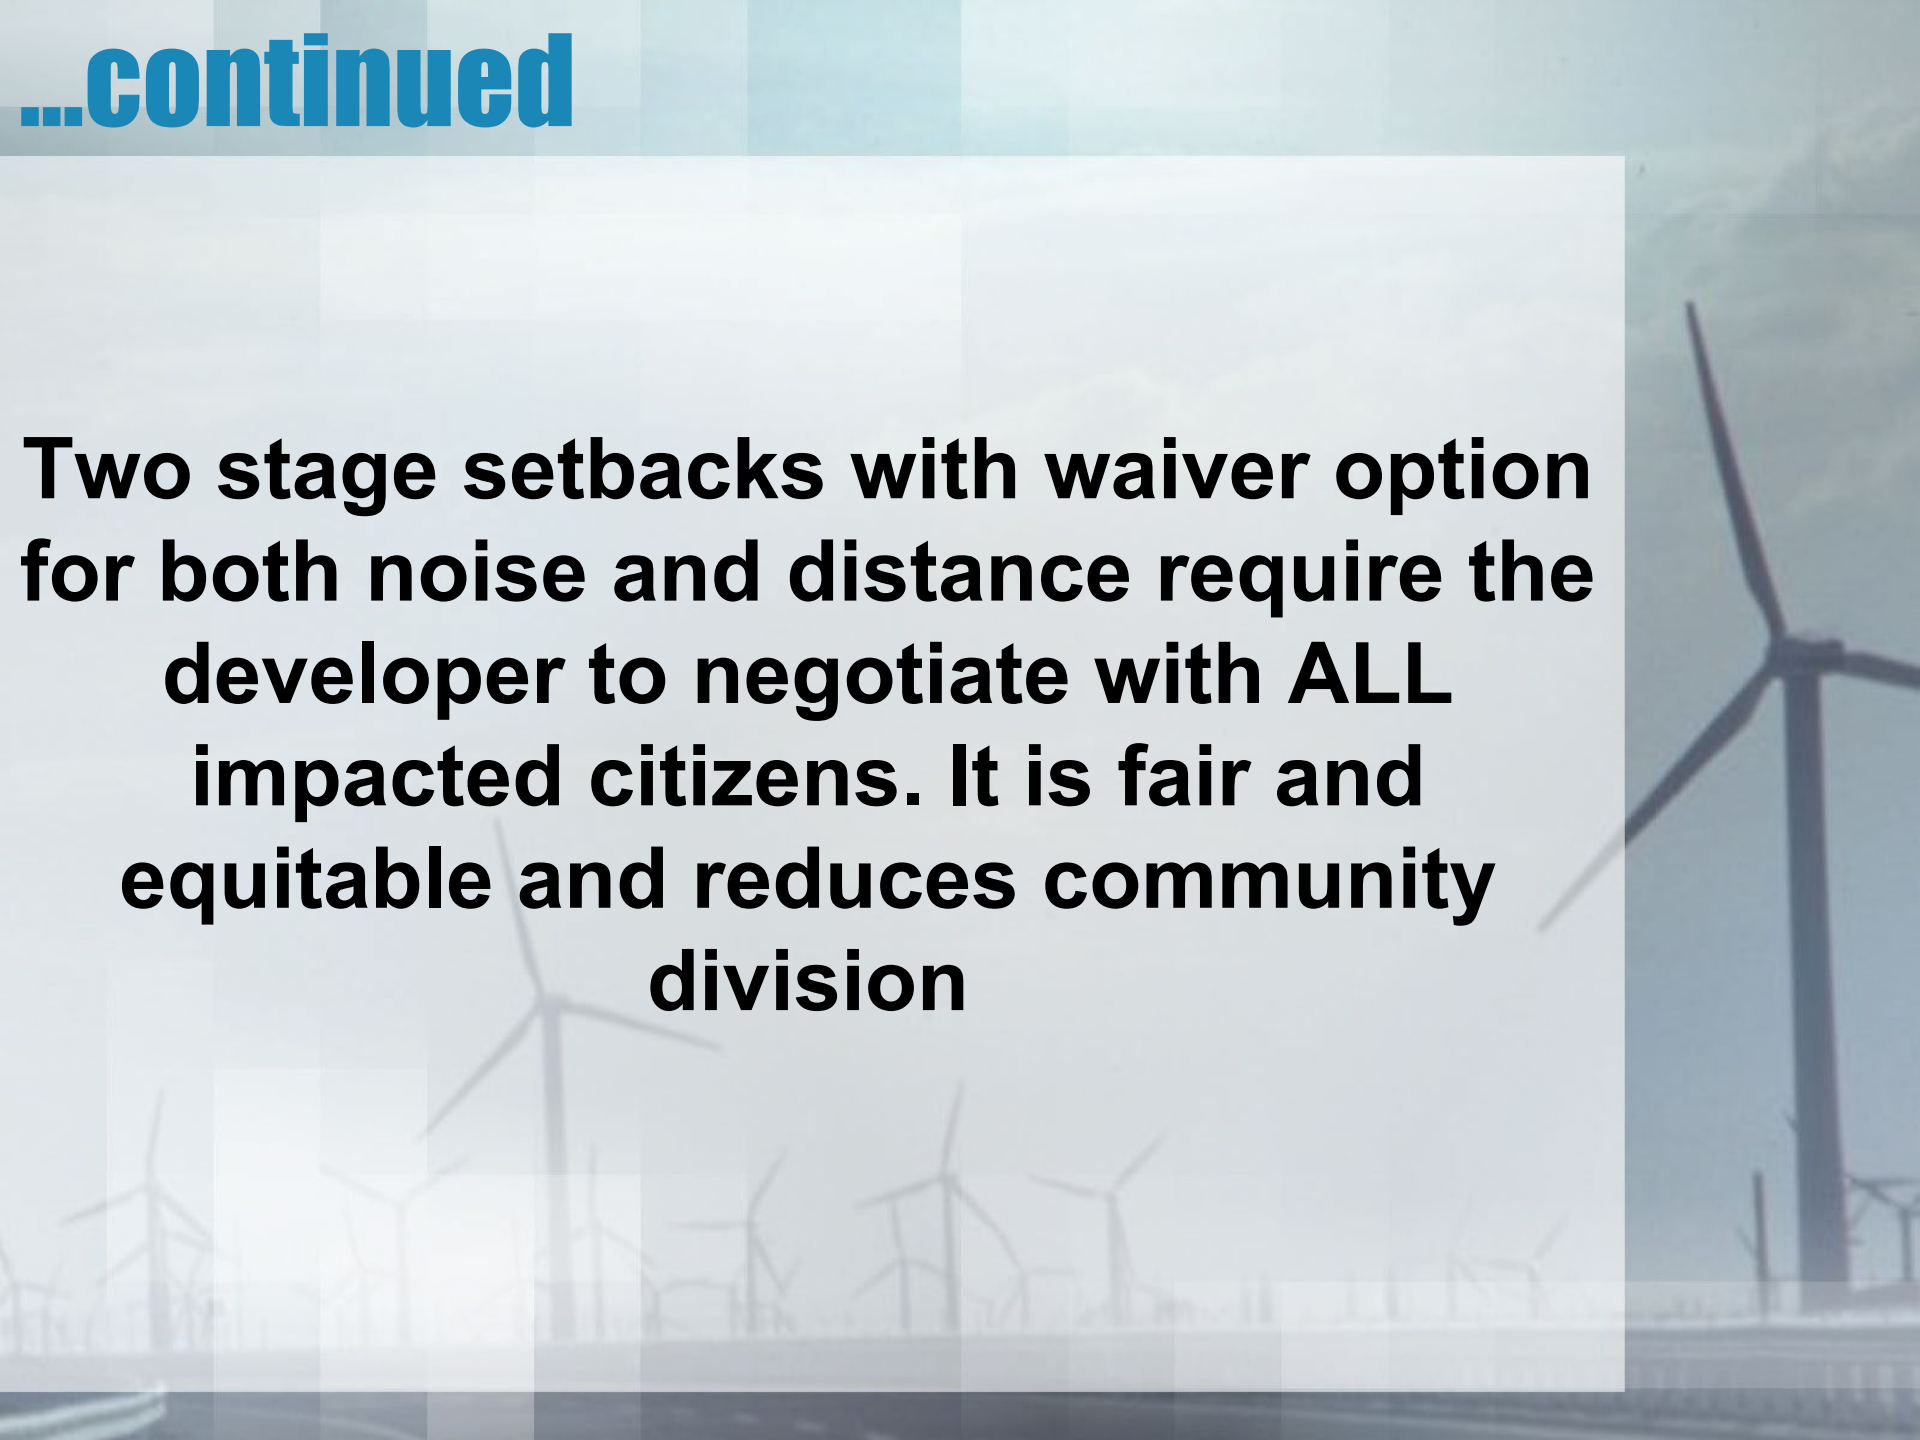 ...continued
Two stage setbacks with waiver option
for both noise and distance require the
developer to negotiate with ALL
impacted citizens. It is fair and
equitable and reduces community
division